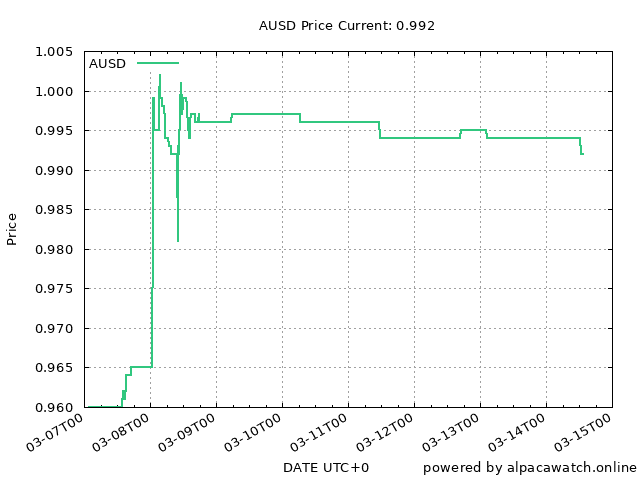 AUSD Price Current: 0.992
1.005
AUSD
1.000
0.995
0.990
0.985
0.980
0.975
0.970
0.965
0.960
Price
03-07T00
03-08T00
03-09T00
03-10T00
03-11T00
03-12T00
03-13T00
03-14T00
03-15T00
DATE UTC+0
powered by alpacawatch.online